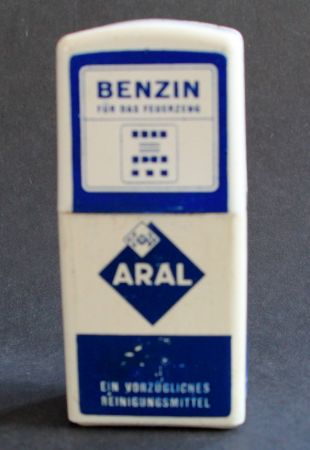 BENZIN
FÜR DAS FEUERZEUG
ARAL
EIN VORZÜGLICHES
REINIGUNGSMITTEL